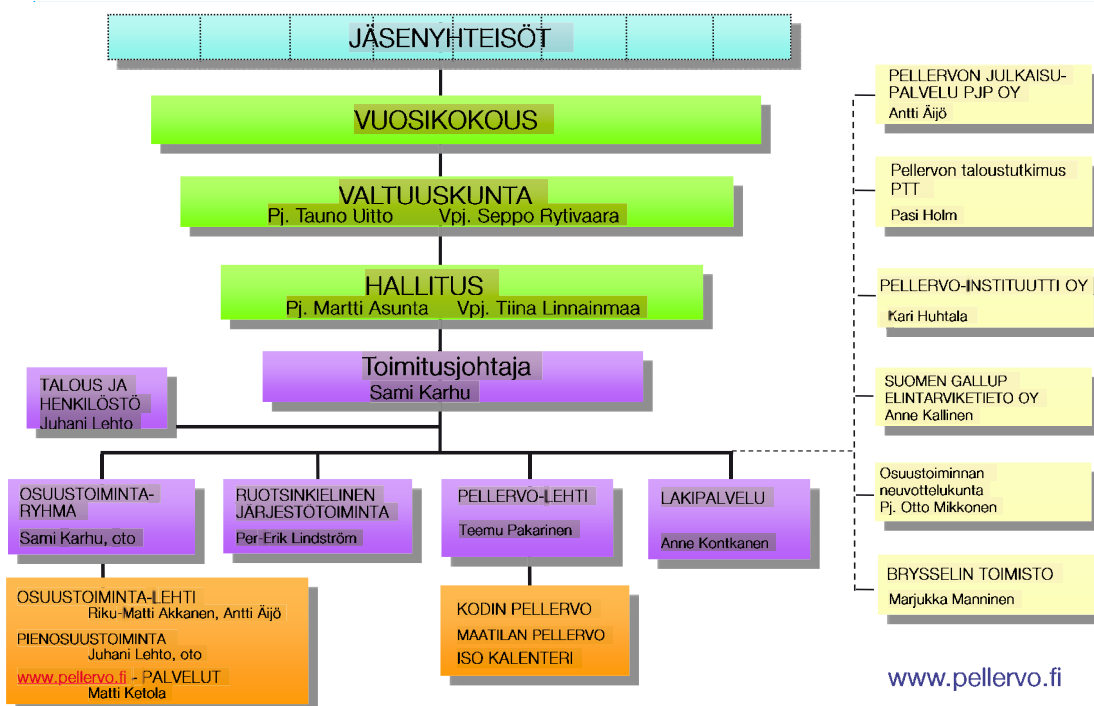 JÄSENYHTEISÖT
VUOSIKOKOUS
VALTUUSKUNTA
Pj. Tauno Uitto Vpj. Seppo Rytivaara
HALLITUS
Pj. Martti Asunta Vpj. Tiina Linnainmaa
Toimitusjohtaja
Sami Karhu
TALOUS JA
HENKILÖSTÖ
Juhani Lehto
OSUUSTOIMINTA-
RYHMA
Sami Karhu, oto
RUOTSINKIELINEN
JÄRJESTÖTOIMINTA
Per-Erik Lindström
PELLERVO-LEHTI
Teemu Pakarinen
LAKIPALVELU
Anne Kontkanen
OSUUSTOIMINTA-LEHTI
Riku-Matti Akkanen, Antti Äijö
PIENOSUUSTOIMINTA
Juhani Lehto, oto
www.pellervo.fi - PALVELUT
Matti Ketola
KODIN PELLERVO
MAATILAN PELLERVO
ISO KALENTERI
PELLERVON JULKAISU-
PALVELU PJP OY
Antti Äijö
Pellervon taloustutkimus
PTT
Pasi Holm
PELLERVO-INSTITUUTTI OY
Kari Huhtala
SUOMEN GALLUP
ELINTARVIKETIETO OY
Anne Kallinen
Osuustoiminnan
neuvottelukunta
Pj. Otto Mikkonen
BRYSSELIN TOIMISTO
Marjukka Manninen
www.pellervo.fi